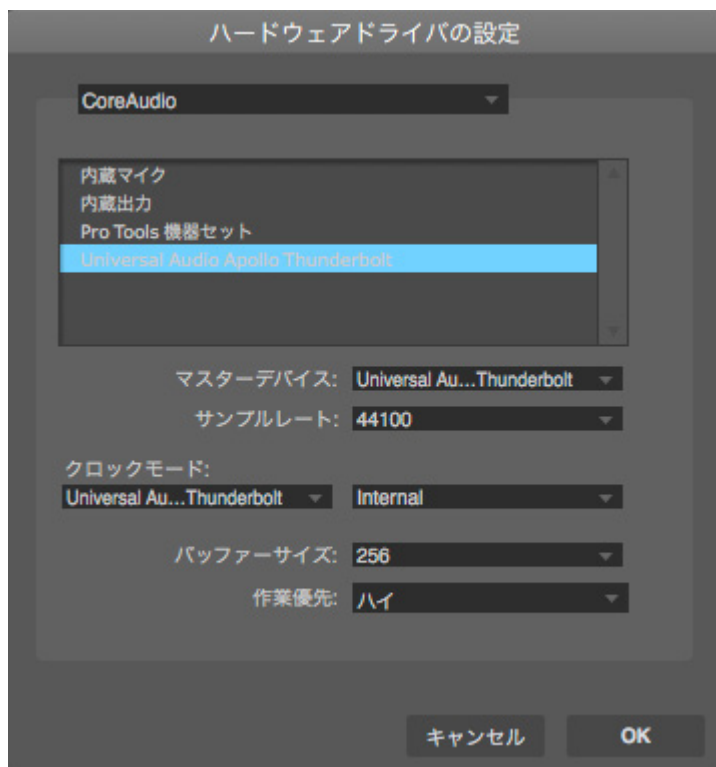 ハードウェアドライバの設定
CoreAudio
内蔵マイク
内蔵出力
Pro Tools 機器セット
Universal Audio Apollo Thunderbolt
マスターデバイス: Universal Au...Thunderbolt
サンプルレート: 44100
クロックモード:
Universal Au...Thunderbolt Internal
バッファーサイズ: 256
作業優先: ハイ
キャンセル OK